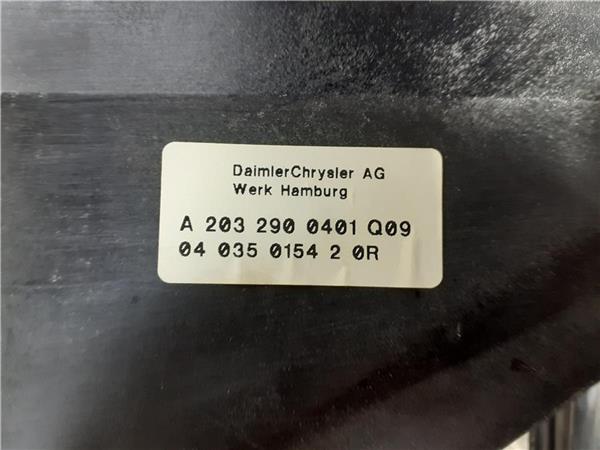 DaimlerChrysler AG
Werk Hamburg
A 203 290 0401 Q09
04 035 0154 2 0R